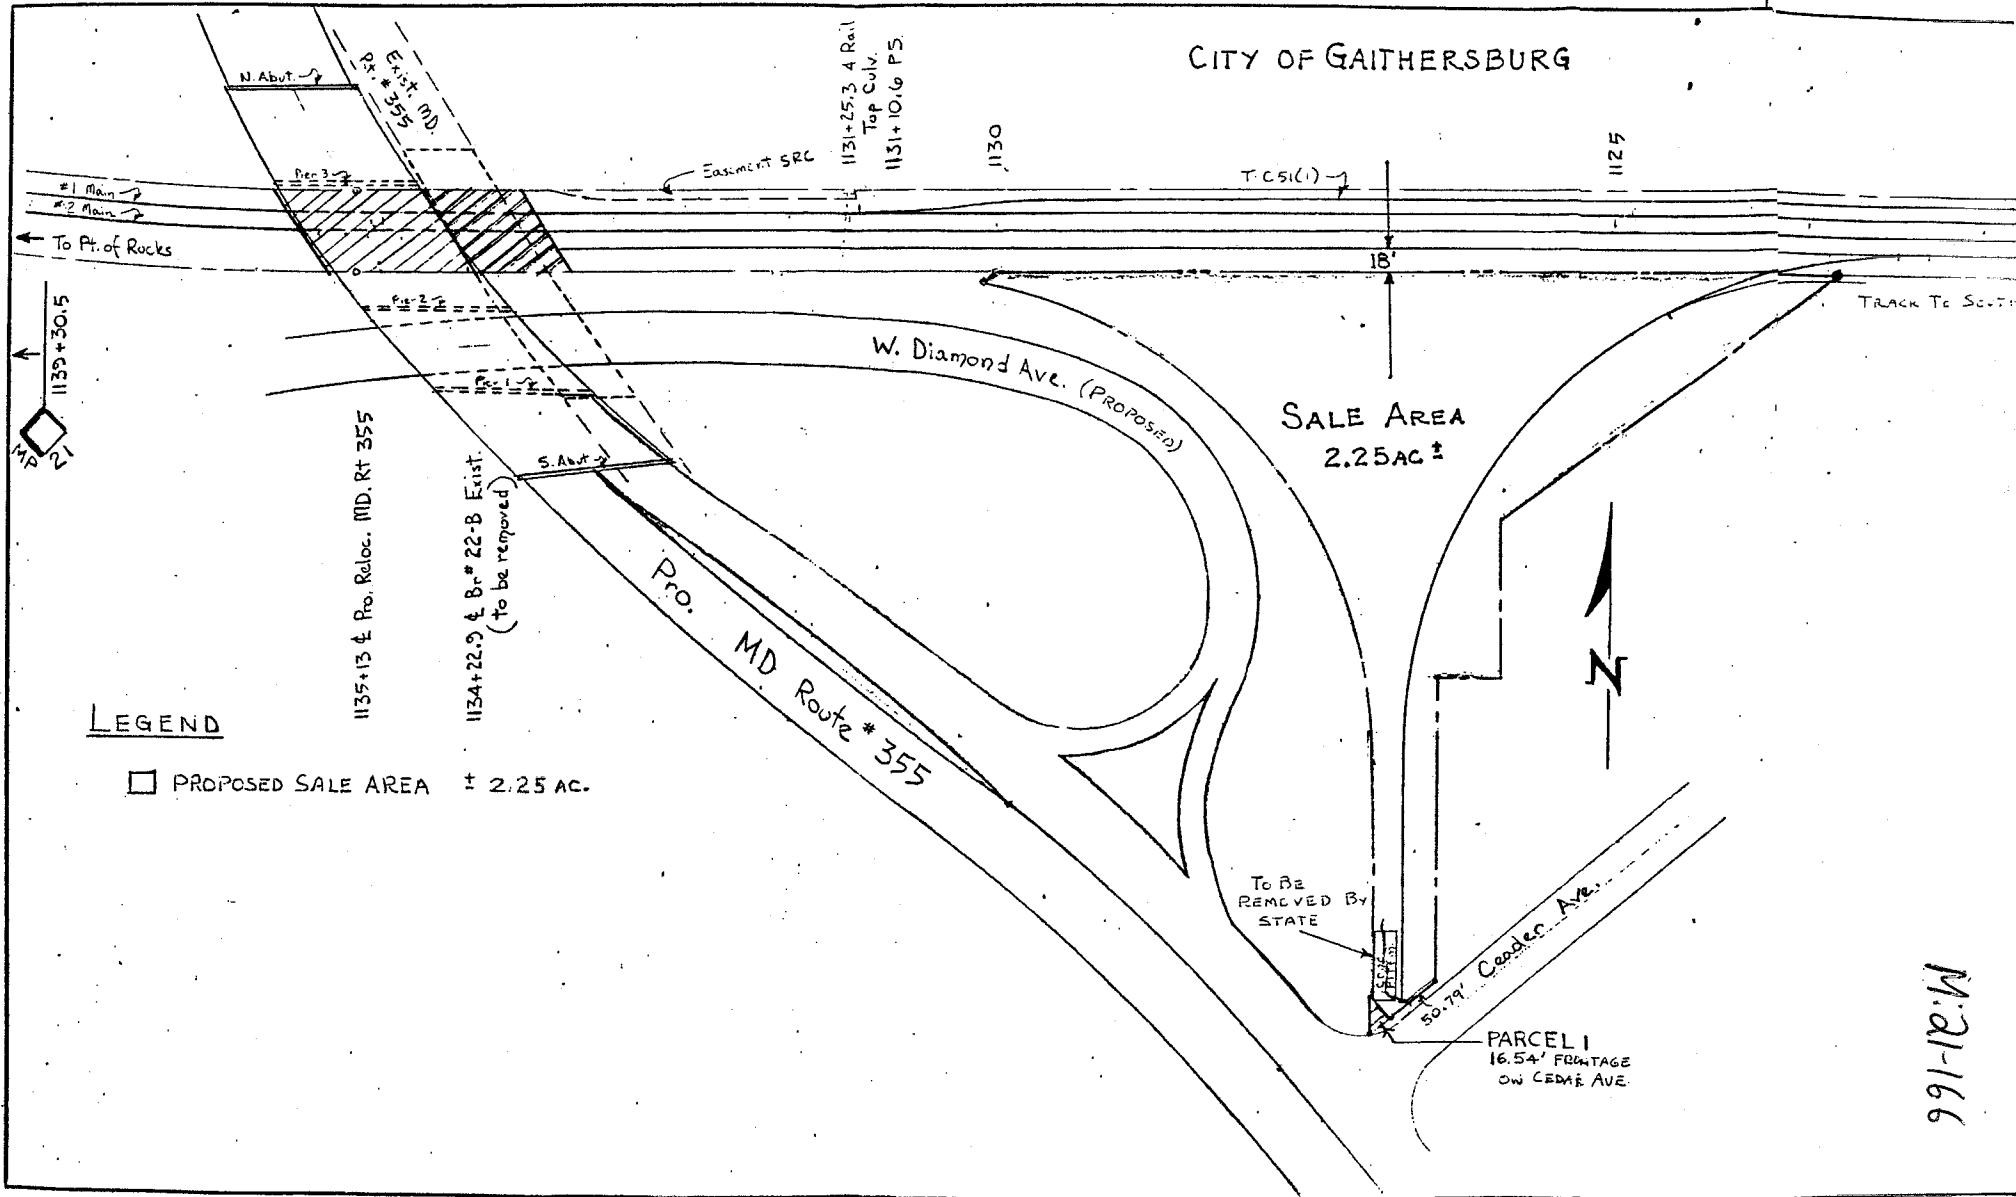 CITY OF GAITHERSBURG
N. Abut.
Exist. MD.
Rt. #355
1131+25.3 4 Rail
Top Culv.
1131+10.6 PS.
1130
1125
Easiment SRC
T.C51(1)
Pier 3
#1 Main
#2 Main
To Pt. of Rocks
18'
Pier 2
TRACK TO
1139+30.5
MP 21
W. Diamond Ave. (PROPOSED)
Pier 1
SALE AREA
2.25 AC ±
S. Abut
1135+13 ℄ Pro. Reloc. MD. Rt 355
1134+22.9 ℄ Br# 22-B Exist.
(to be removed)
Pro. MD Route #355
N
LEGEND
PROPOSED SALE AREA ± 2.25 AC.
TO BE
REMOVED BY
STATE
Ceader Ave.
50.79'
PARCEL 1
16.54' FRONTAGE
ON CEDAR AVE.
M.21-166